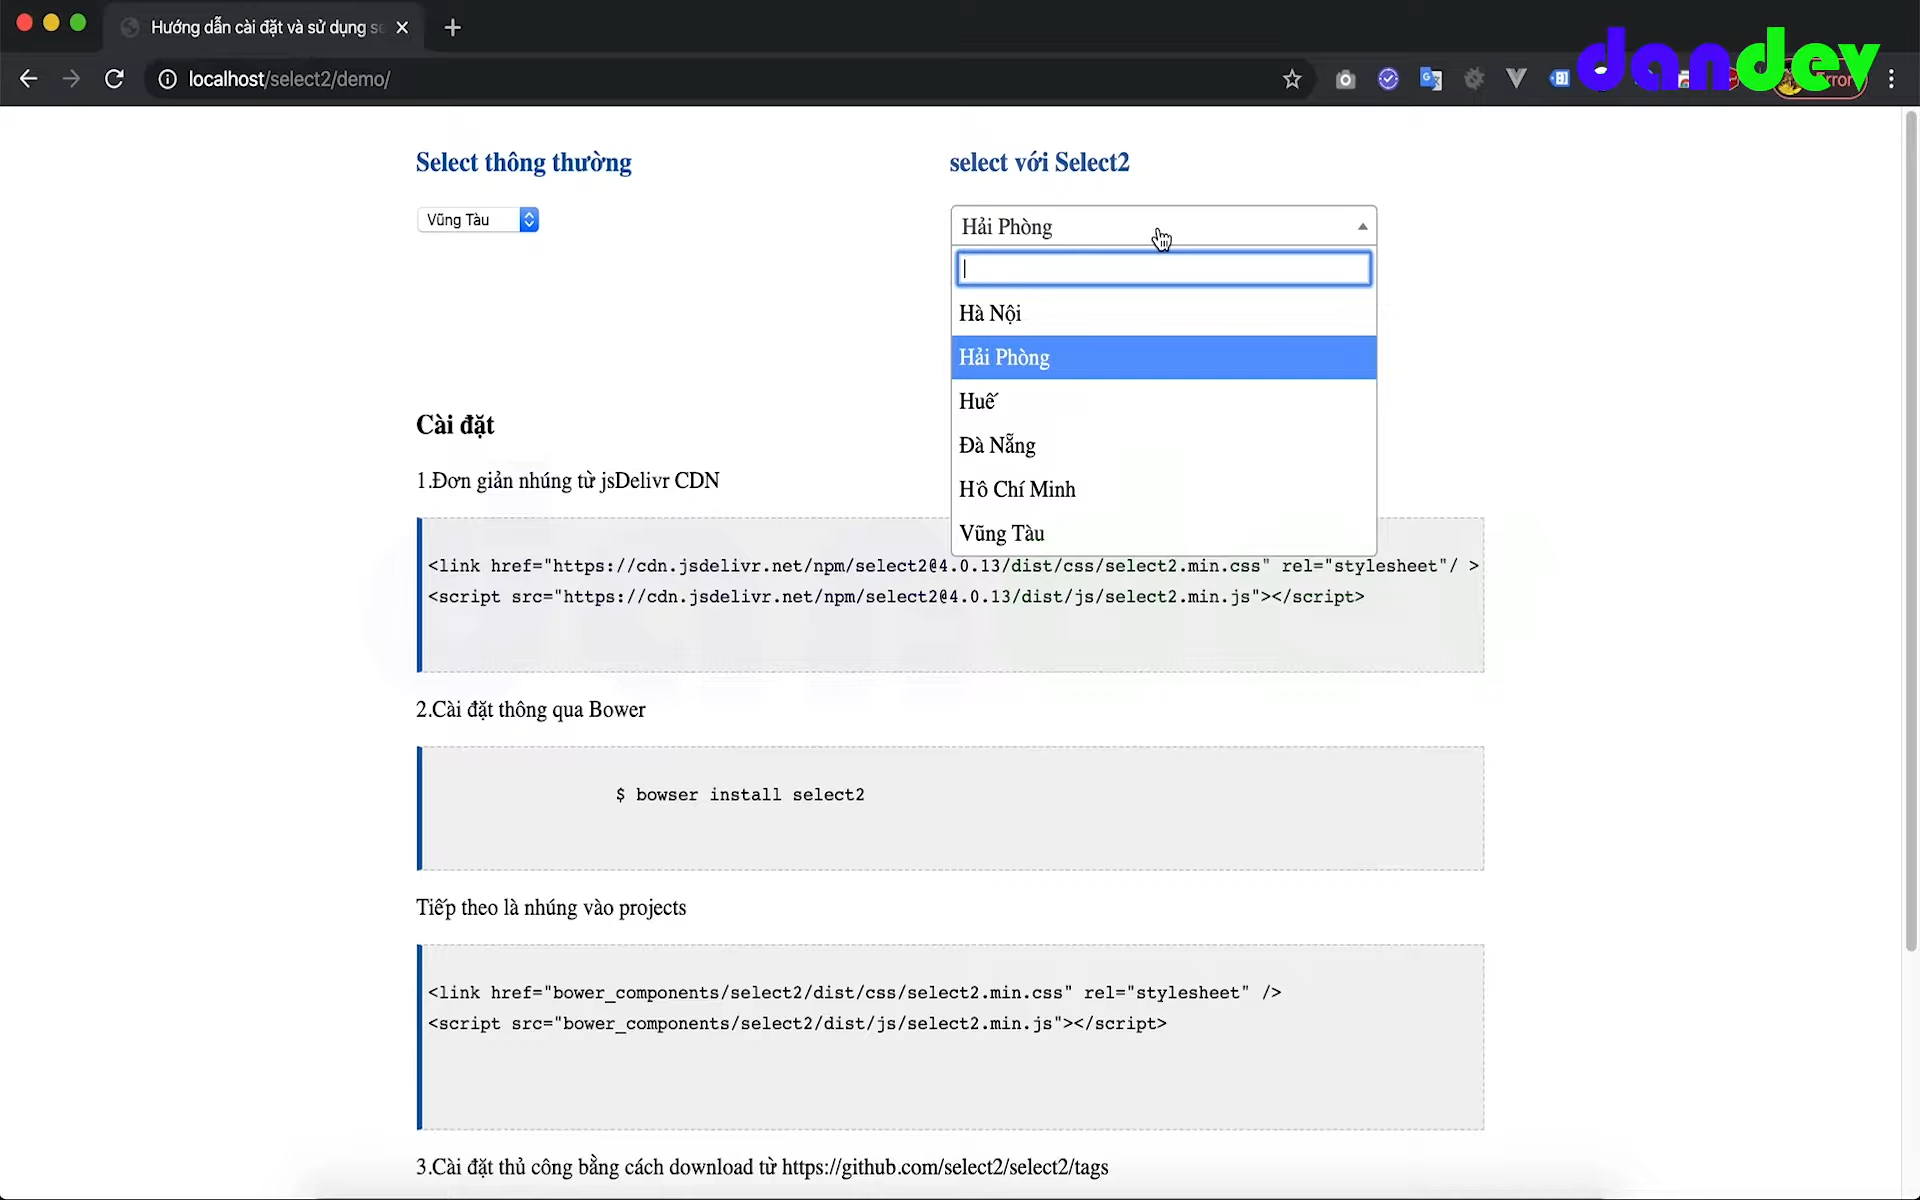 Hướng dẫn cài đặt và sử dụng se
localhost/select2/demo/
dandev
Error
Select thông thường
select với Select2
Vũng Tàu
Hải Phòng
Hà Nội
Hải Phòng
Huế
Đà Nẵng
Hồ Chí Minh
Vũng Tàu
Cài đặt
1.Đơn giản nhúng từ jsDelivr CDN
<link href="https://cdn.jsdelivr.net/npm/select2@4.0.13/dist/css/select2.min.css" rel="stylesheet"/ >
<script src="https://cdn.jsdelivr.net/npm/select2@4.0.13/dist/js/select2.min.js"></script>
2.Cài đặt thông qua Bower
$ bowser install select2
Tiếp theo là nhúng vào projects
<link href="bower_components/select2/dist/css/select2.min.css" rel="stylesheet" />
<script src="bower_components/select2/dist/js/select2.min.js"></script>
3.Cài đặt thủ công bằng cách download từ https://github.com/select2/select2/tags